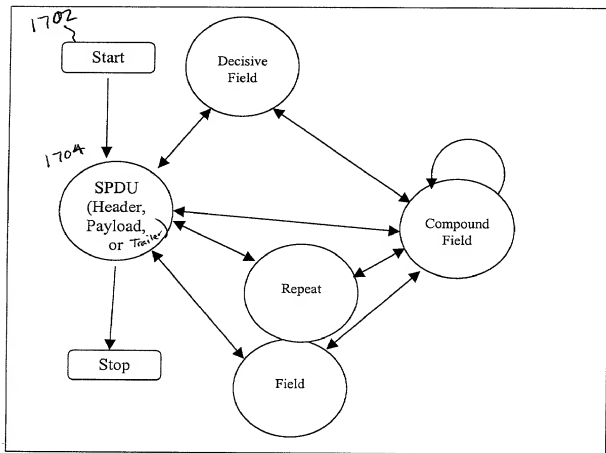 1702
Start
Decisive
Field
1704
SPDU
(Header,
Payload,
or Trailer)
Compound
Field
Repeat
Stop
Field